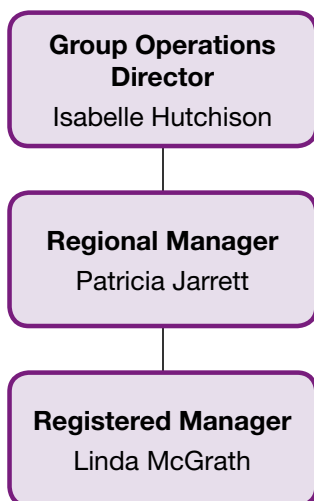 Group Operations
Director
Isabelle Hutchison
Regional Manager
Patricia Jarrett
Registered Manager
Linda McGrath